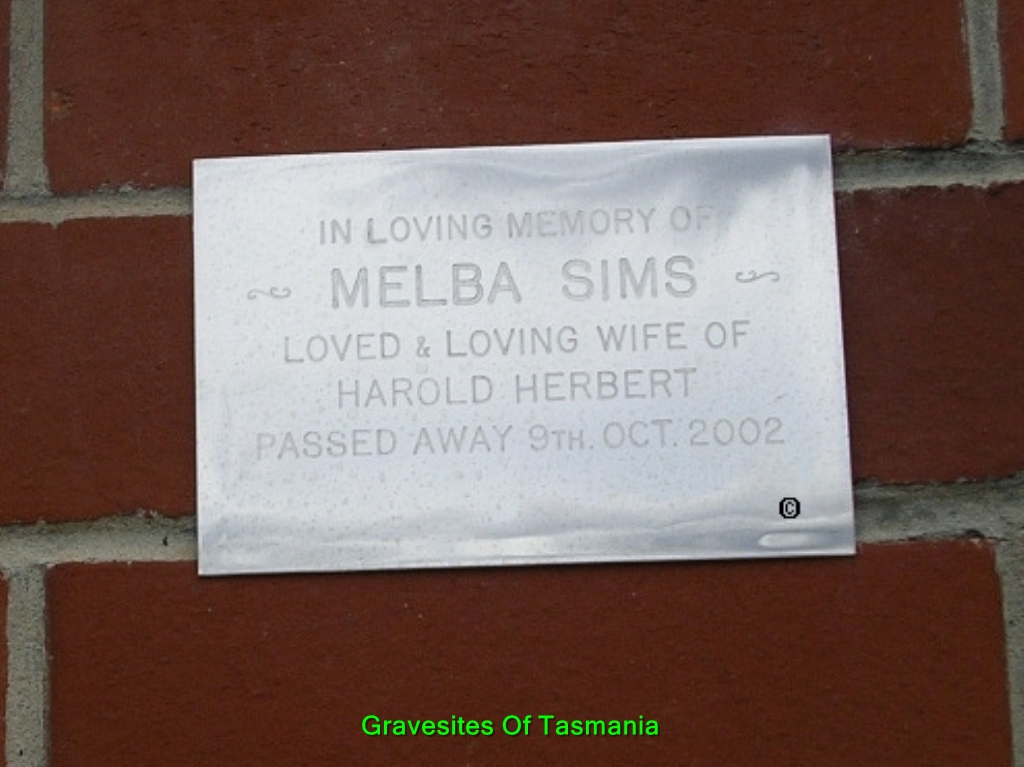 IN LOVING MEMORY OF
MELBA SIMS
LOVED & LOVING WIFE OF
HAROLD HERBERT
PASSED AWAY 9TH. OCT. 2002
©
Gravesites Of Tasmania